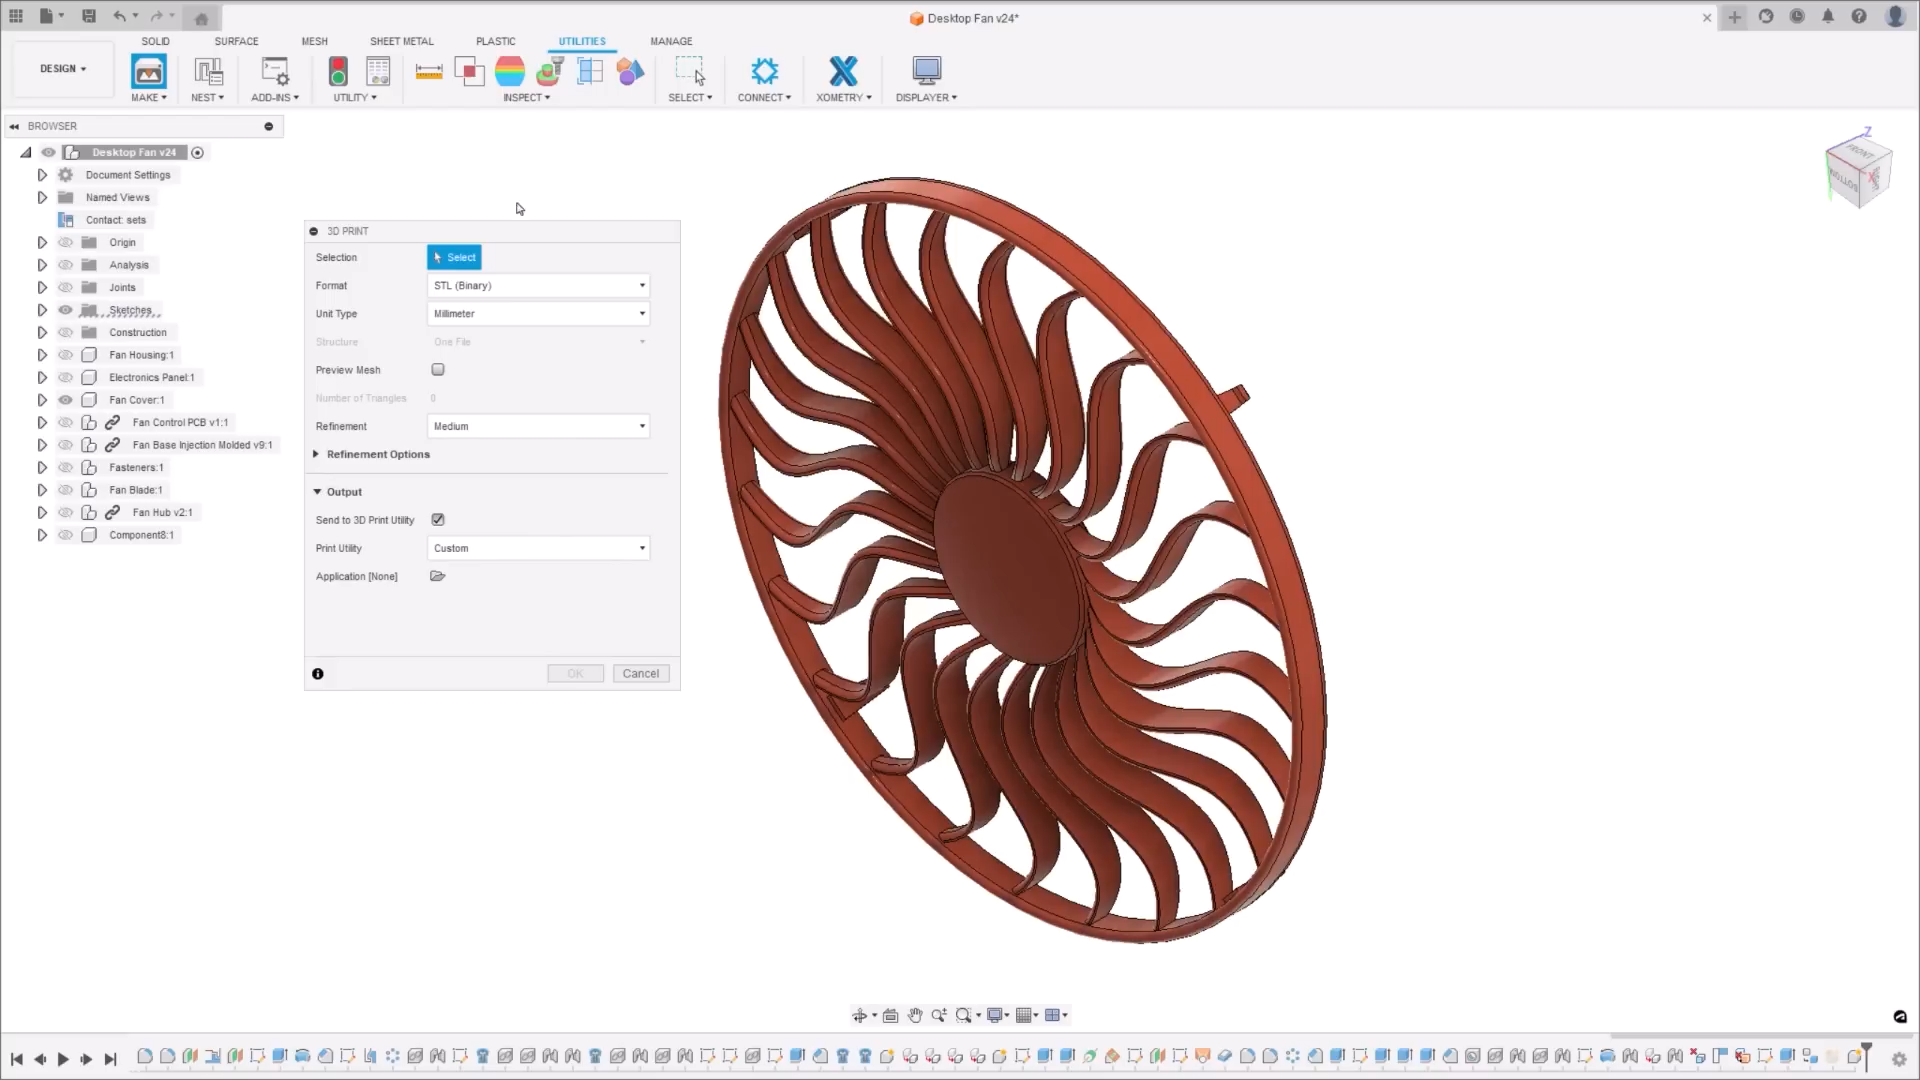 Desktop Fan v24*
SOLID
SURFACE
MESH
SHEET METAL
PLASTIC
UTILITIES
MANAGE
DESIGN
MAKE
NEST
ADD-INS
UTILITY
INSPECT
SELECT
CONNECT
XOMETRY
DISPLAYER
BROWSER
Desktop Fan v24
Document Settings
Named Views
Contact: sets
Origin
Analysis
Joints
Sketches
Construction
Fan Housing:1
Electronics Panel:1
Fan Cover:1
Fan Control PCB v1:1
Fan Base Injection Molded v9:1
Fasteners:1
Fan Blade:1
Fan Hub v2:1
Component8:1
3D PRINT
Selection Select
Format STL (Binary)
Unit Type Millimeter
Structure One File
Preview Mesh
Number of Triangles 0
Refinement Medium
Refinement Options
Output
Send to 3D Print Utility
Print Utility Custom
Application [None]
OK Cancel
Z
FRONT
BOTTOM
X